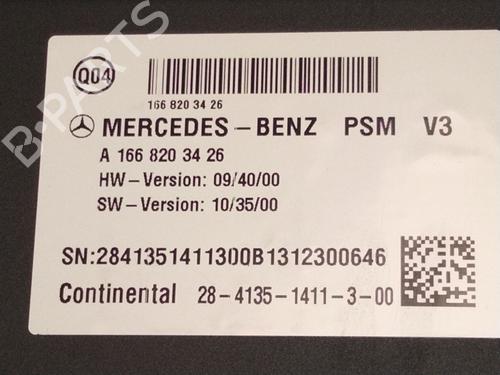 Q04
166 820 34 26
MERCEDES-BENZ PSM V3
A 166 820 34 26
HW-Version: 09/40/00
SW-Version: 10/35/00
SN:2841351411300B1312300646
Continental 28-4135-1411-3-00
B-PARTS